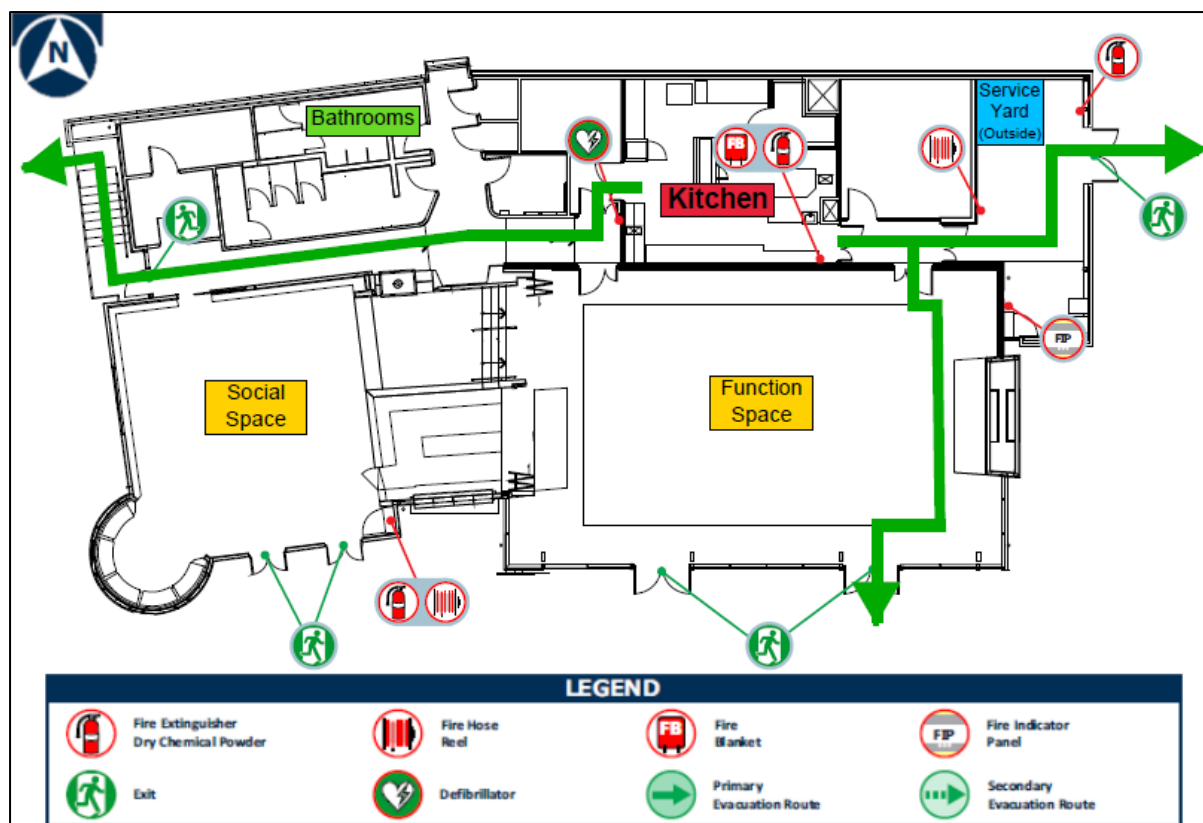 N
Bathrooms
Service
Yard
(Outside)
FB
Kitchen
FIP
Social
Space
Function
Space
LEGEND
Fire Extinguisher
Dry Chemical Powder
Fire Hose
Reel
FB
Fire
Blanket
FIP
Fire Indicator
Panel
Exit
Defibrillator
Primary
Evacuation Route
Secondary
Evacuation Route